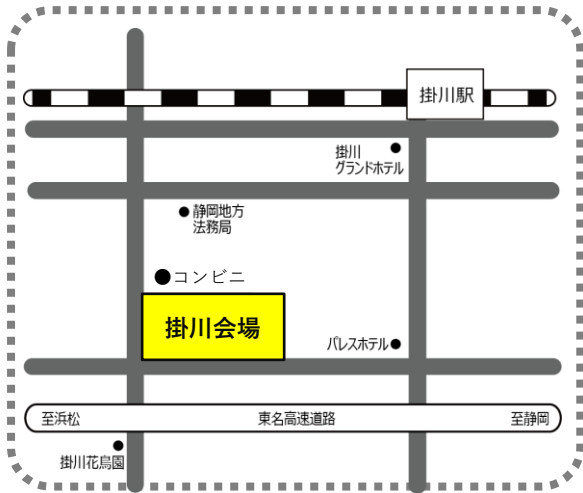 掛川駅
掛川
グランドホテル
静岡地方
法務局
コンビニ
掛川会場
パレスホテル
至浜松
東名高速道路
至静岡
掛川花鳥園